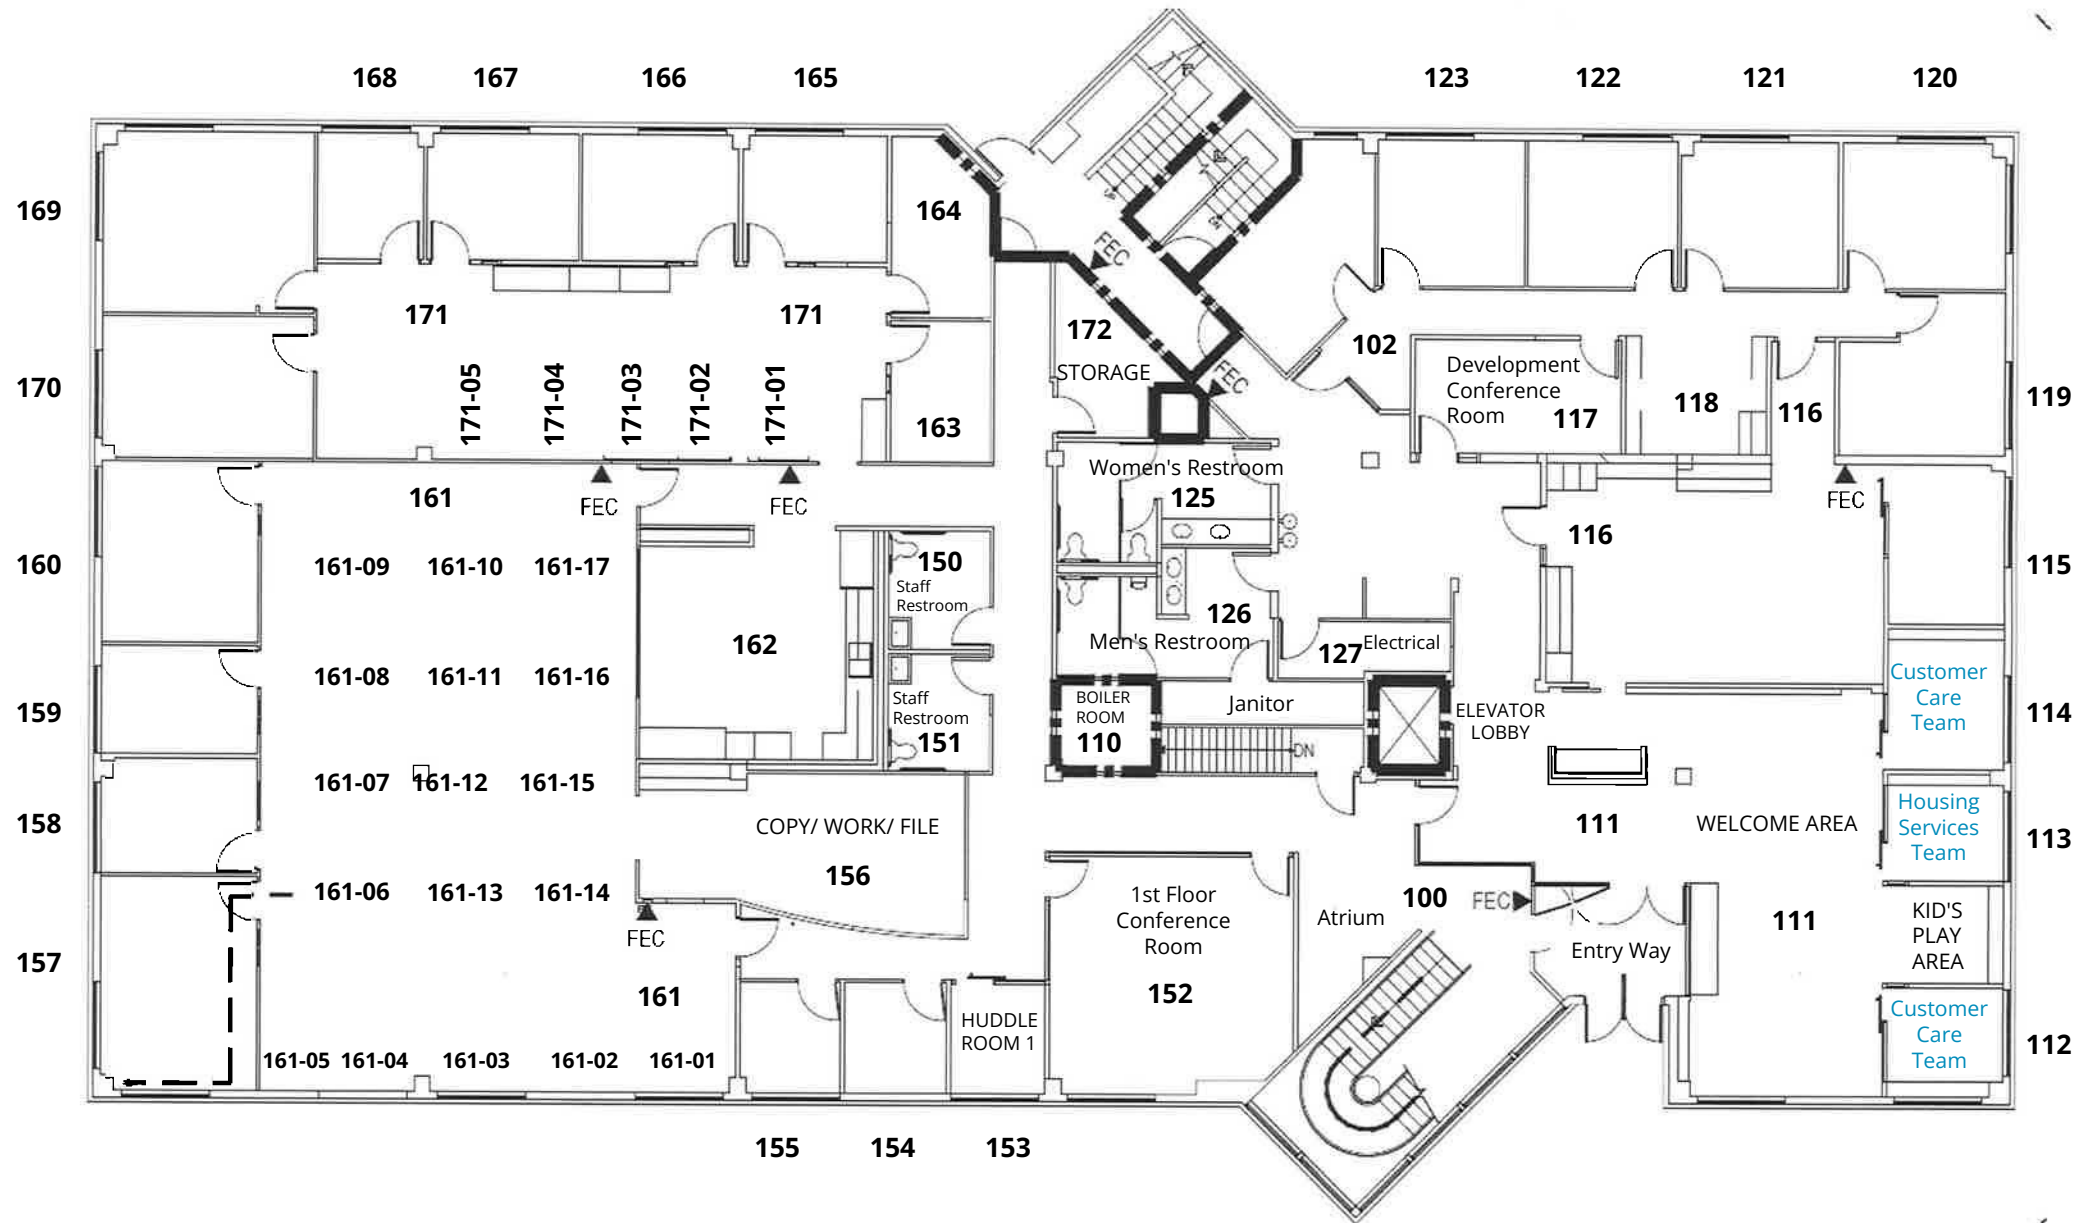 168
167
166
165
123
122
121
120
169
164
FEC
171
171
172
102
STORAGE
Development
Conference
Room
117
118
116
119
170
171-05
171-04
171-03
171-02
171-01
163
FEC
161
FEC
FEC
Women's Restroom
125
FEC
116
160
161-09
161-10
161-17
150
Staff
Restroom
115
126
Men's Restroom
127
Electrical
162
161-08
161-11
161-16
Staff
Restroom
151
BOILER
ROOM
110
Janitor
DN
ELEVATOR
LOBBY
Customer
Care
Team
114
159
161-07
161-12
161-15
158
COPY/ WORK/ FILE
156
111
WELCOME AREA
Housing
Services
Team
113
161-06
161-13
161-14
FEC
1st Floor
Conference
Room
152
Atrium
100
FEC
Entry Way
111
KID'S
PLAY
AREA
157
161
HUDDLE
ROOM 1
Customer
Care
Team
112
161-05
161-04
161-03
161-02
161-01
155
154
153